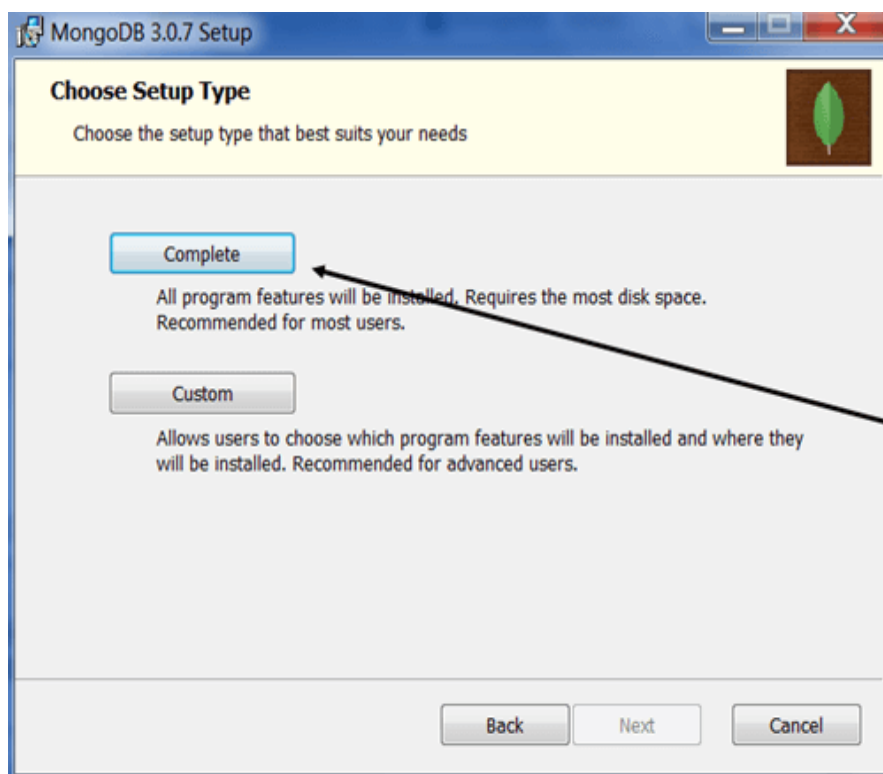 MongoDB 3.0.7 Setup
Choose Setup Type
Choose the setup type that best suits your needs
Complete
All program features will be installed. Requires the most disk space.
Recommended for most users.
Custom
Allows users to choose which program features will be installed and where they
will be installed. Recommended for advanced users.
Back Next Cancel